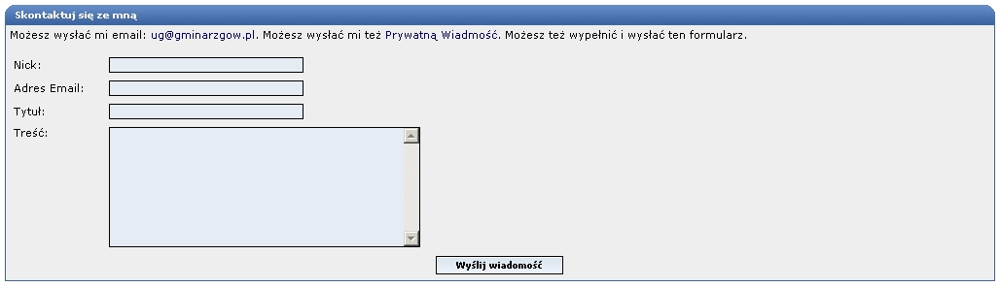 Skontaktuj się ze mną
Możesz wysłać mi email: ug@gminarzgow.pl. Możesz wysłać mi też Prywatną Wiadmość. Możesz też wypełnić i wysłać ten formularz.
Nick:
Adres Email:
Tytuł:
Treść:
Wyślij wiadomość